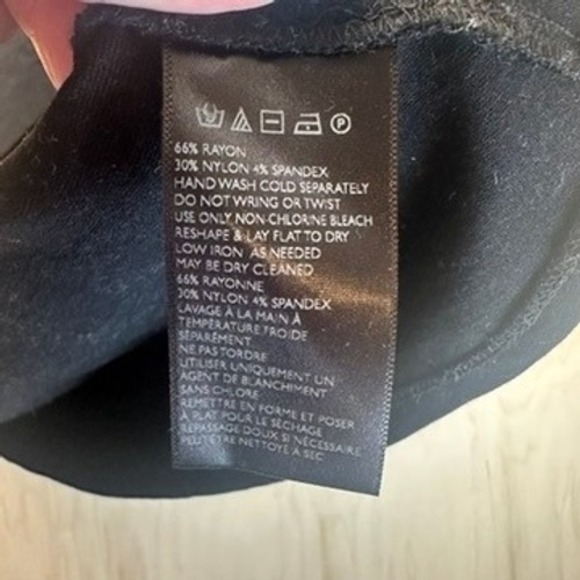 P
66% RAYON
30% NYLON 4% SPANDEX
HAND WASH COLD SEPARATELY
DO NOT WRING OR TWIST
USE ONLY NON-CHLORINE BLEACH
RESHAPE & LAY FLAT TO DRY
LOW IRON AS NEEDED
MAY BE DRY CLEANED
66% RAYONNE
30% NYLON 4% SPANDEX
LAVAGE À LA MAIN À
TEMPÉRATURE FROIDE
SÉPARÉMENT
NE PAS TORDRE
UTILISER UNIQUEMENT UN
AGENT DE BLANCHIMENT
SANS CHLORE
REMETTRE EN FORME ET POSER
À PLAT POUR LE SÉCHAGE
REPASSAGE DOUX SI NÉCESSAIRE
PEUT ÊTRE NETTOYÉ À SEC